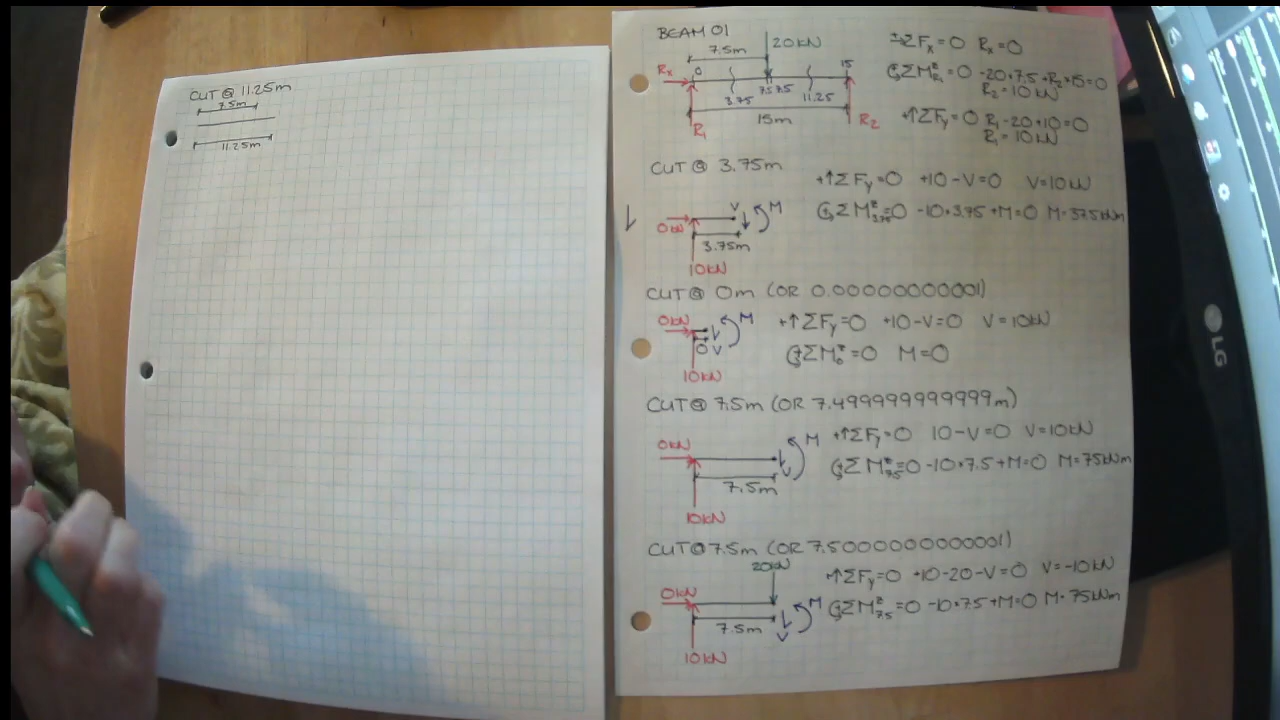 CUT @ 11.25m
7.5m
11.25m
BEAM 01
7.5m
20kN
Rx
0
15
3.75
7.5 7.5
11.25
15m
R1
R2
+→ΣFx=0 Rx=0
ΣM R1=0 -20*7.5+R2*15=0
R2=10kN
+↑ΣFy=0 R1-20+10=0
R1=10kN
CUT @ 3.75m
V
M
0kN
3.75m
10kN
+↑ΣFy=0 +10-V=0 V=10kN
ΣM3.75=0 -10*3.75+M=0 M=37.5kNm
CUT @ 0m (OR 0.00000000001)
0kN
M
0 V
10kN
+↑ΣFy=0 +10-V=0 V=10kN
ΣM0=0 M=0
CUT @ 7.5m (OR 7.499999999999m)
0kN
M
V
7.5m
10kN
+↑ΣFy=0 10-V=0 V=10kN
ΣM7.5=0 -10*7.5+M=0 M=75kNm
CUT @ 7.5m (OR 7.5000000000001)
20kN
0kN
M
7.5m
V
10kN
+↑ΣFy=0 +10-20-V=0 V=-10kN
ΣM7.5=0 -10*7.5+M=0 M=75kNm
LG